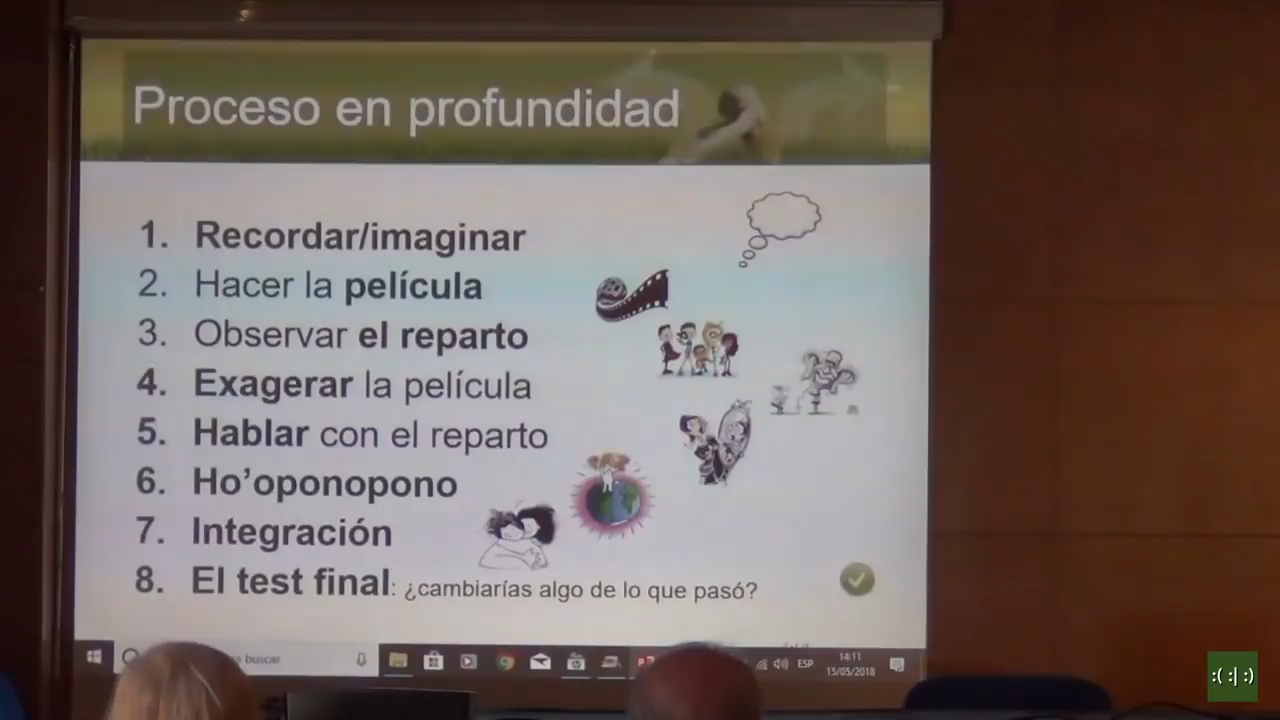 Proceso en profundidad
1. Recordar/imaginar
2. Hacer la película
3. Observar el reparto
4. Exagerar la película
5. Hablar con el reparto
6. Ho’oponopono
7. Integración
8. El test final: ¿cambiarías algo de lo que pasó?
buscar
ESP
14:11
15/05/2018
:( :| :)